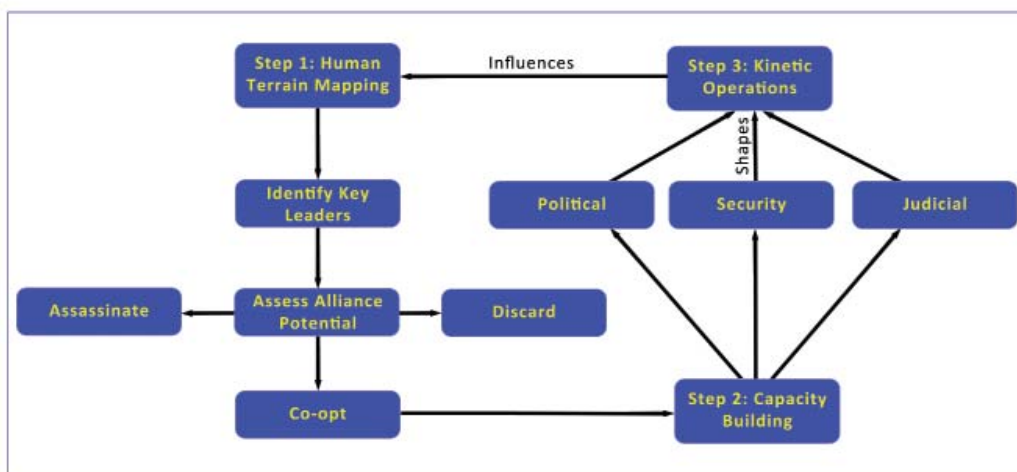 Step 1: Human
Terrain Mapping
Influences
Step 3: Kinetic
Operations
Shapes
Identify Key
Leaders
Political
Security
Judicial
Assassinate
Assess Alliance
Potential
Discard
Co-opt
Step 2: Capacity
Building